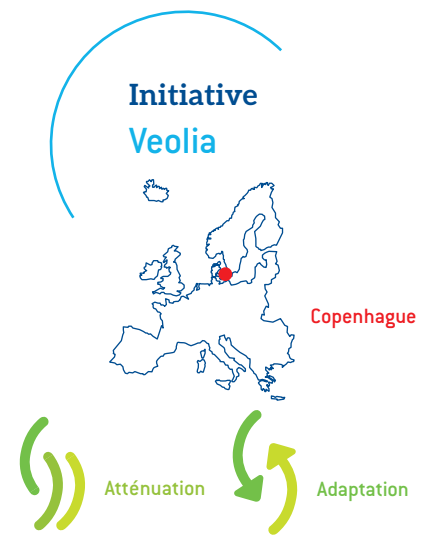 Initiative
Veolia
Copenhague
Atténuation
Adaptation